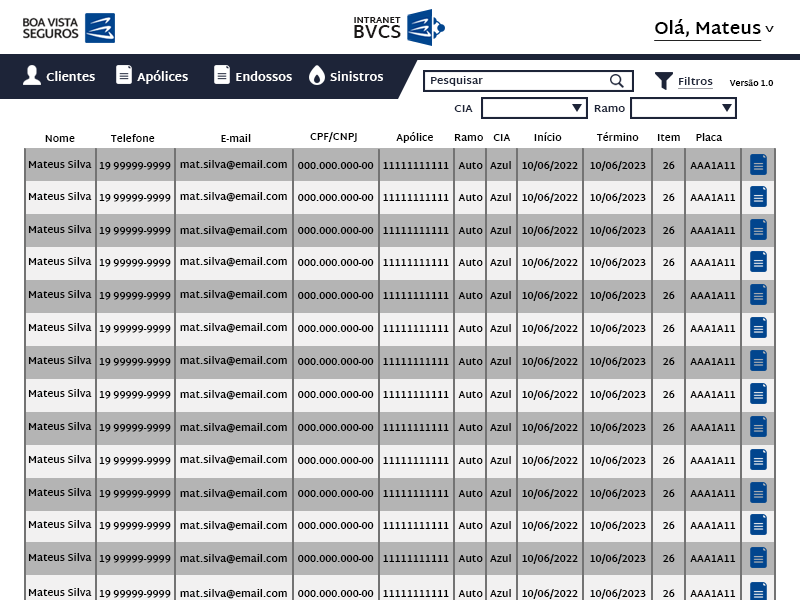 BOA VISTA
SEGUROS
INTRANET
BVCS
Olá, Mateus
Clientes Apólices Endossos Sinistros
Pesquisar Filtros Versão 1.0
CIA Ramo
Nome Telefone E-mail CPF/CNPJ Apólice Ramo CIA Início Término Item Placa
Mateus Silva 19 99999-9999 mat.silva@email.com 000.000.000-00 11111111111 Auto Azul 10/06/2022 10/06/2023 26 AAA1A11
Mateus Silva 19 99999-9999 mat.silva@email.com 000.000.000-00 11111111111 Auto Azul 10/06/2022 10/06/2023 26 AAA1A11
Mateus Silva 19 99999-9999 mat.silva@email.com 000.000.000-00 11111111111 Auto Azul 10/06/2022 10/06/2023 26 AAA1A11
Mateus Silva 19 99999-9999 mat.silva@email.com 000.000.000-00 11111111111 Auto Azul 10/06/2022 10/06/2023 26 AAA1A11
Mateus Silva 19 99999-9999 mat.silva@email.com 000.000.000-00 11111111111 Auto Azul 10/06/2022 10/06/2023 26 AAA1A11
Mateus Silva 19 99999-9999 mat.silva@email.com 000.000.000-00 11111111111 Auto Azul 10/06/2022 10/06/2023 26 AAA1A11
Mateus Silva 19 99999-9999 mat.silva@email.com 000.000.000-00 11111111111 Auto Azul 10/06/2022 10/06/2023 26 AAA1A11
Mateus Silva 19 99999-9999 mat.silva@email.com 000.000.000-00 11111111111 Auto Azul 10/06/2022 10/06/2023 26 AAA1A11
Mateus Silva 19 99999-9999 mat.silva@email.com 000.000.000-00 11111111111 Auto Azul 10/06/2022 10/06/2023 26 AAA1A11
Mateus Silva 19 99999-9999 mat.silva@email.com 000.000.000-00 11111111111 Auto Azul 10/06/2022 10/06/2023 26 AAA1A11
Mateus Silva 19 99999-9999 mat.silva@email.com 000.000.000-00 11111111111 Auto Azul 10/06/2022 10/06/2023 26 AAA1A11
Mateus Silva 19 99999-9999 mat.silva@email.com 000.000.000-00 11111111111 Auto Azul 10/06/2022 10/06/2023 26 AAA1A11
Mateus Silva 19 99999-9999 mat.silva@email.com 000.000.000-00 11111111111 Auto Azul 10/06/2022 10/06/2023 26 AAA1A11
Mateus Silva 19 99999-9999 mat.silva@email.com 000.000.000-00 11111111111 Auto Azul 10/06/2022 10/06/2023 26 AAA1A11